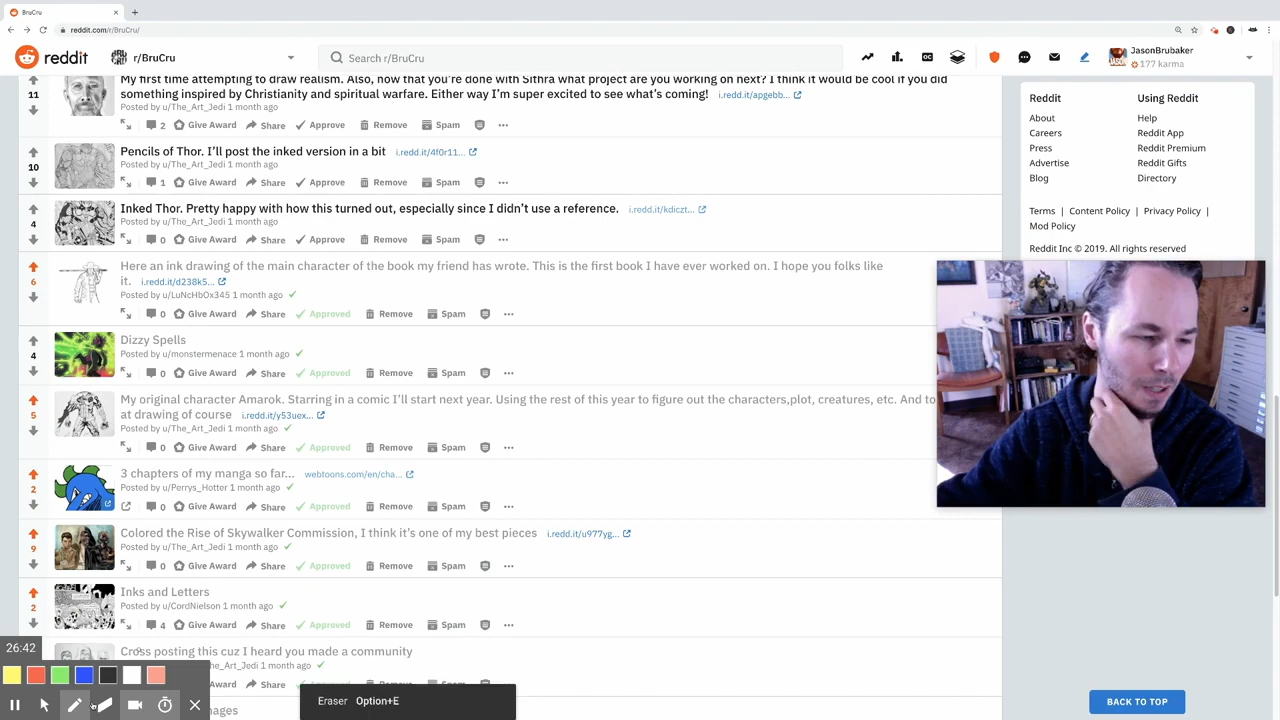 BruCru
reddit.com/r/BruCru/
reddit
r/BruCru
Search r/BruCru
JasonBrubaker
177 karma
My first time attempting to draw realism. Also, now that you're done with Sithra what project are you working on next? I think it would be cool if you did
something inspired by Christianity and spiritual warfare. Either way I'm super excited to see what's coming! i.redd.it/apgebb...
11
Posted by u/The_Art_Jedi 1 month ago
2 Give Award Share Approve Remove Spam
Pencils of Thor. I'll post the inked version in a bit i.redd.it/4f0r11...
10
Posted by u/The_Art_Jedi 1 month ago
1 Give Award Share Approve Remove Spam
Inked Thor. Pretty happy with how this turned out, especially since I didn't use a reference. i.redd.it/kdiczt...
4
Posted by u/The_Art_Jedi 1 month ago
0 Give Award Share Approve Remove Spam
Here an ink drawing of the main character of the book my friend has wrote. This is the first book I have ever worked on. I hope you folks like
it. i.redd.it/d238k5...
6
Posted by u/LuNcHbOx345 1 month ago
0 Give Award Share Approved Remove Spam
Dizzy Spells
4
Posted by u/monstermenace 1 month ago
0 Give Award Share Approved Remove Spam
My original character Amarok. Starring in a comic I'll start next year. Using the rest of this year to figure out the characters,plot, creatures, etc. And to
at drawing of course i.redd.it/y53uex...
5
Posted by u/The_Art_Jedi 1 month ago
0 Give Award Share Approved Remove Spam
3 chapters of my manga so far... webtoons.com/en/cha...
2
Posted by u/Perrys_Hotter 1 month ago
0 Give Award Share Approved Remove Spam
Colored the Rise of Skywalker Commission, I think it's one of my best pieces i.redd.it/u977yg...
9
Posted by u/The_Art_Jedi 1 month ago
0 Give Award Share Approved Remove Spam
Inks and Letters
2
Posted by u/CordNielson 1 month ago
4 Give Award Share Approved Remove Spam
Cross posting this cuz I heard you made a community
he_Art_Jedi 1 month ago
ward Share Approved Remove Spam
ages
26:42
Eraser Option+E
Reddit Using Reddit
About Help
Careers Reddit App
Press Reddit Premium
Advertise Reddit Gifts
Blog Directory
Terms | Content Policy | Privacy Policy |
Mod Policy
Reddit Inc © 2019. All rights reserved
BACK TO TOP